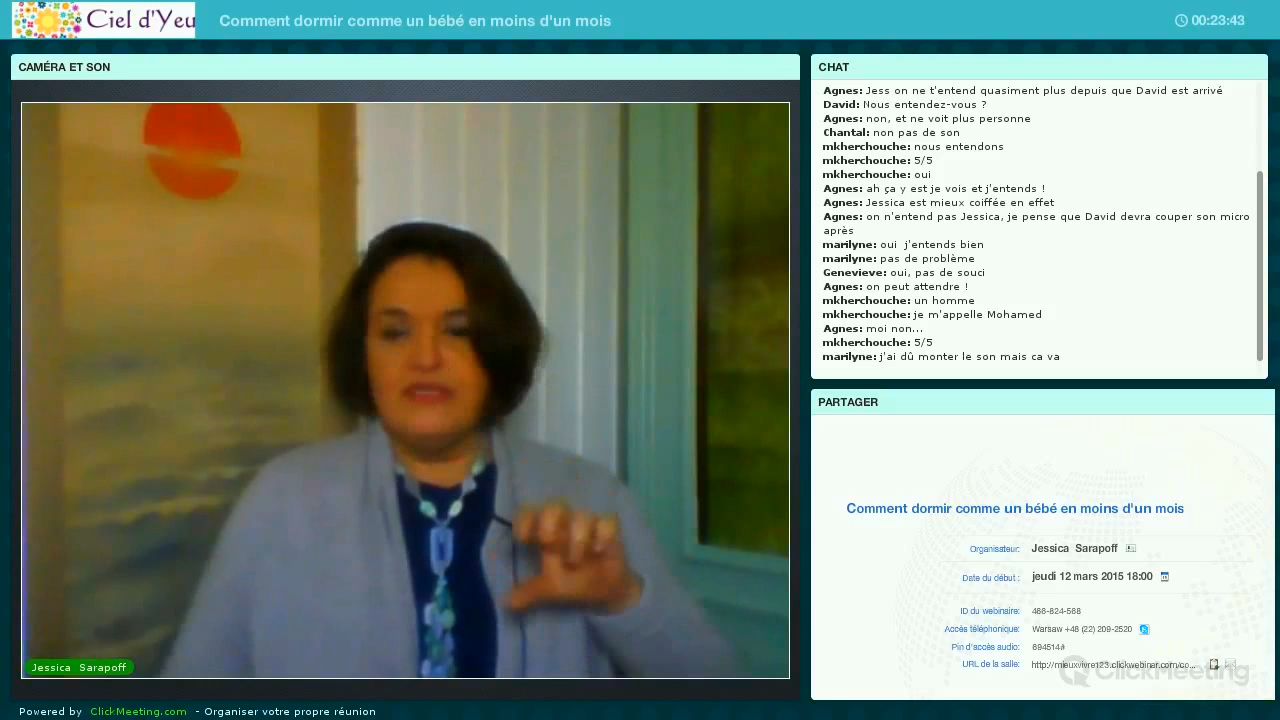 Ciel d'Yeu
Comment dormir comme un bébé en moins d'un mois
00:23:43
CAMÉRA ET SON
Jessica Sarapoff
CHAT
Agnes: Jess on ne t'entend quasiment plus depuis que David est arrivé
David: Nous entendez-vous ?
Agnes: non, et ne voit plus personne
Chantal: non pas de son
mkherchouche: nous entendons
mkherchouche: 5/5
mkherchouche: oui
Agnes: ah ça y est je vois et j'entends !
Agnes: Jessica est mieux coiffée en effet
Agnes: on n'entend pas Jessica, je pense que David devra couper son micro
après
marilyne: oui j'entends bien
marilyne: pas de problème
Genevieve: oui, pas de souci
Agnes: on peut attendre !
mkherchouche: un homme
mkherchouche: je m'appelle Mohamed
Agnes: moi non...
mkherchouche: 5/5
marilyne: j'ai dû monter le son mais ca va
PARTAGER
Comment dormir comme un bébé en moins d'un mois
Organisateur: Jessica Sarapoff
Date du début : jeudi 12 mars 2015 18:00
ID du webinaire: 466-824-568
Accès téléphonique: Warsaw +48 (22) 209-2520
Pin d'accès audio: 694514#
URL de la salle: http://mieuxvivre123.clickwebinar.com/co...
ClickMeeting
Powered by ClickMeeting.com - Organiser votre propre réunion